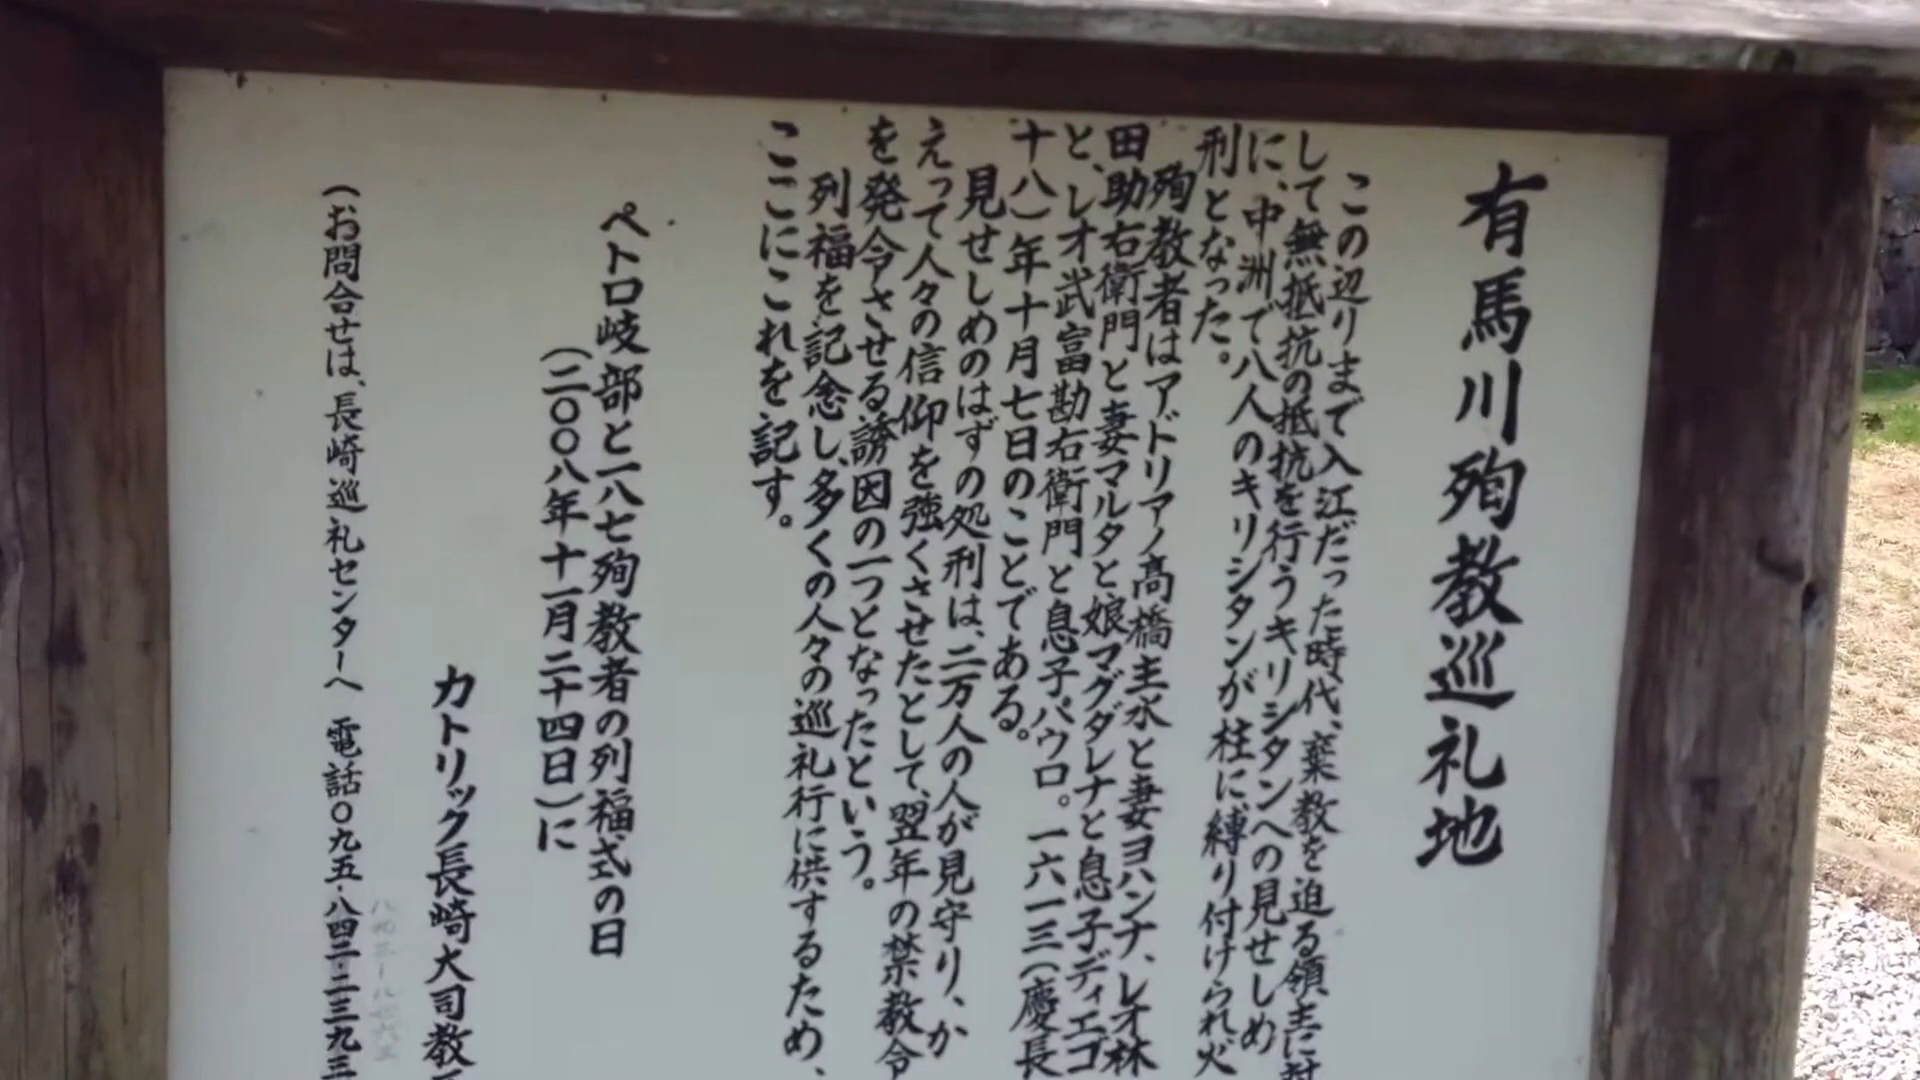 有馬川殉教巡礼地
この辺りまで入江だった時代、棄教を迫る領主に対
して無抵抗の抵抗を行うキリシタンへの見せしめ
に、中洲で八人のキリシタンが柱に縛り付けられ火
刑となった。
殉教者はアドリアノ高橋主水と妻ヨハンナ、レオ林
田助右衛門と妻マルタと娘マグダレナと息子ディエゴ
と、レオ武富勘右衛門と息子パウロ。一六一三(慶長
十八)年十月七日のことである。
見せしめのはずの処刑は、二万人の人が見守り、か
えって人々の信仰を強くさせたとして、翌年の禁教令
を発令させる誘因の一つとなったという。
列福を記念し、多くの人々の巡礼行に供するため、
ここにこれを記す。
ペトロ岐部と一八七殉教者の列福式の日
(二〇〇八年十一月二十四日)に
カトリック長崎大司教
(お問合せは、長崎巡礼センターへ 電話〇九五-八四二-二三九三